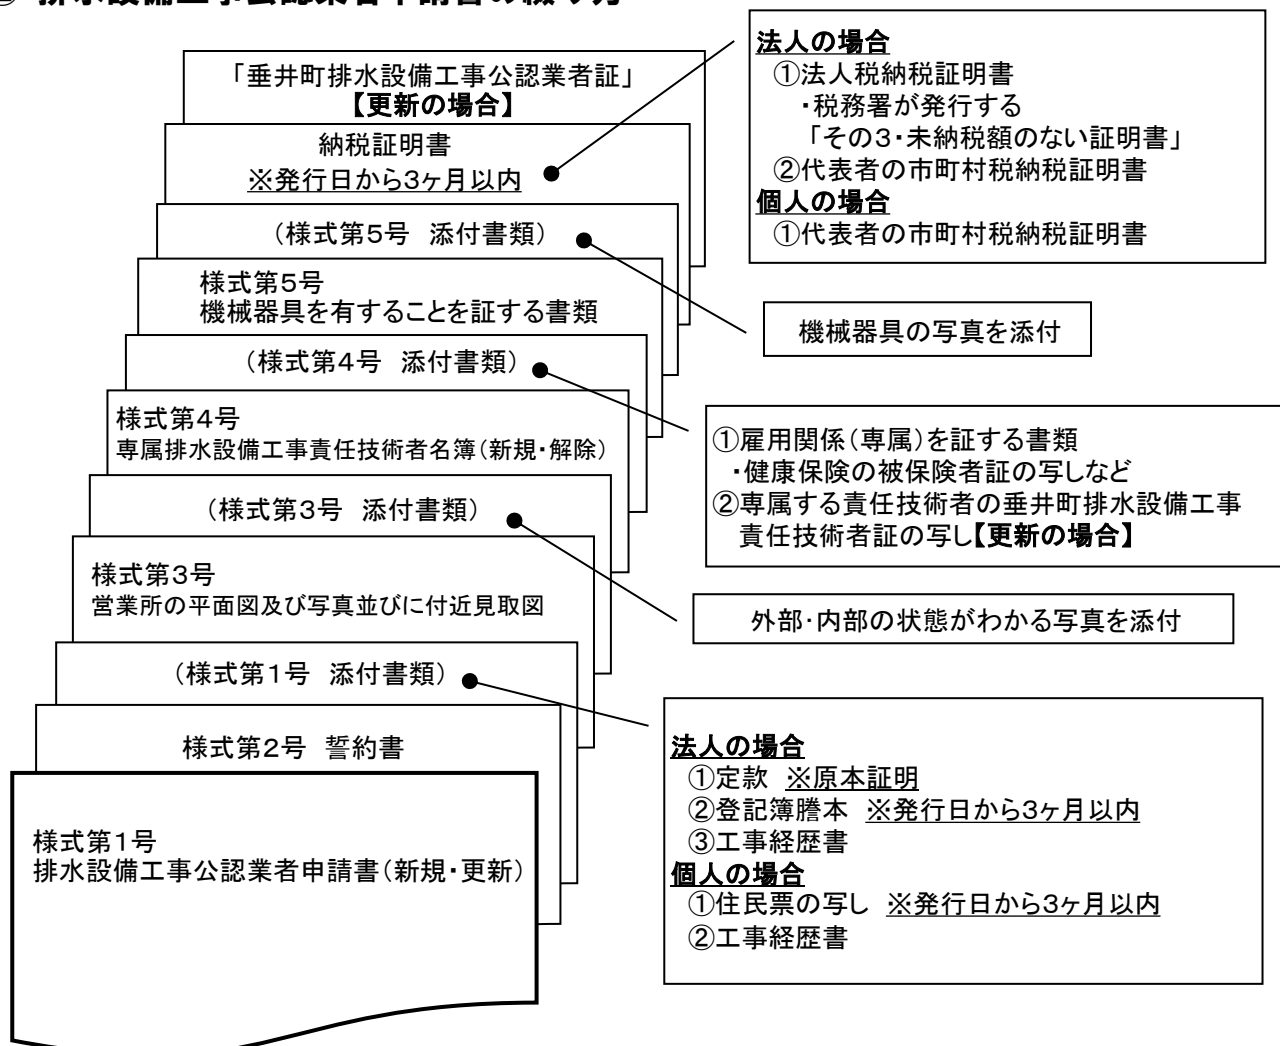 排水設備工事公認業者申請書の綴り方
「垂井町排水設備工事公認業者証」
【更新の場合】
納税証明書
※発行日から3ヶ月以内
(様式第5号 添付書類)
様式第5号
機械器具を有することを証する書類
(様式第4号 添付書類)
様式第4号
専属排水設備工事責任技術者名簿(新規・解除)
(様式第3号 添付書類)
様式第3号
営業所の平面図及び写真並びに付近見取図
(様式第1号 添付書類)
様式第2号 誓約書
様式第1号
排水設備工事公認業者申請書(新規・更新)
法人の場合
①法人税納税証明書
・税務署が発行する
「その3・未納税額のない証明書」
②代表者の市町村税納税証明書
個人の場合
①代表者の市町村税納税証明書
機械器具の写真を添付
①雇用関係(専属)を証する書類
・健康保険の被保険者証の写しなど
②専属する責任技術者の垂井町排水設備工事
責任技術者証の写し【更新の場合】
外部・内部の状態がわかる写真を添付
法人の場合
①定款 ※原本証明
②登記簿謄本 ※発行日から3ヶ月以内
③工事経歴書
個人の場合
①住民票の写し ※発行日から3ヶ月以内
②工事経歴書